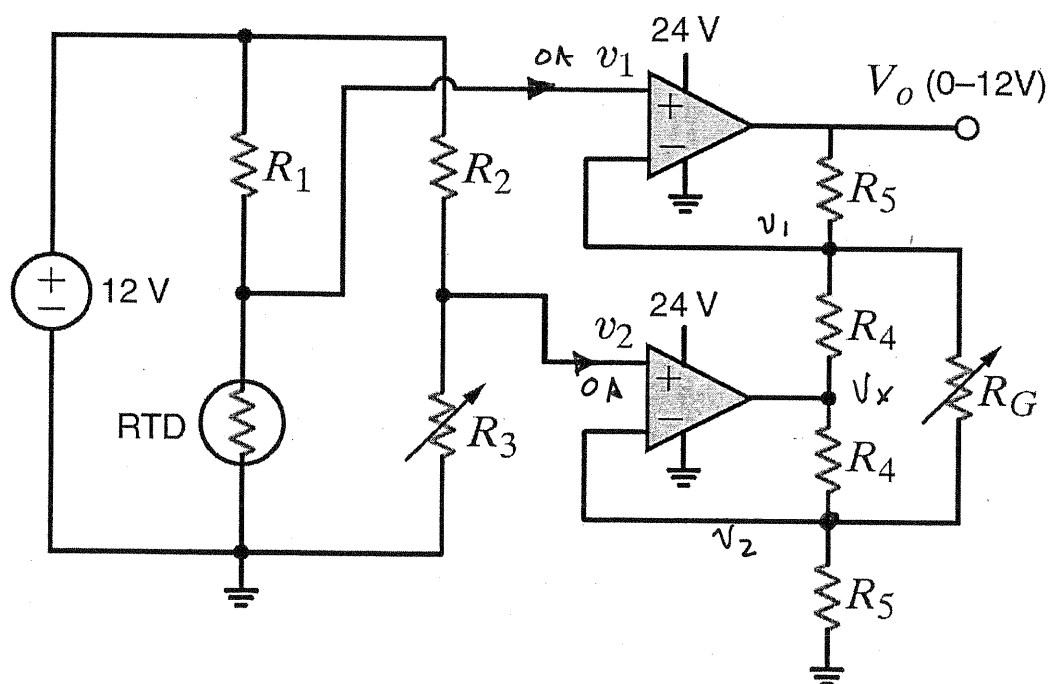 24 V
0A
v1
Vo (0–12V)
+
−
R1
R2
R5
v1
+
−
12 V
24 V
R4
v2
0A
+
−
Vx
RG
RTD
R3
R4
v2
R5